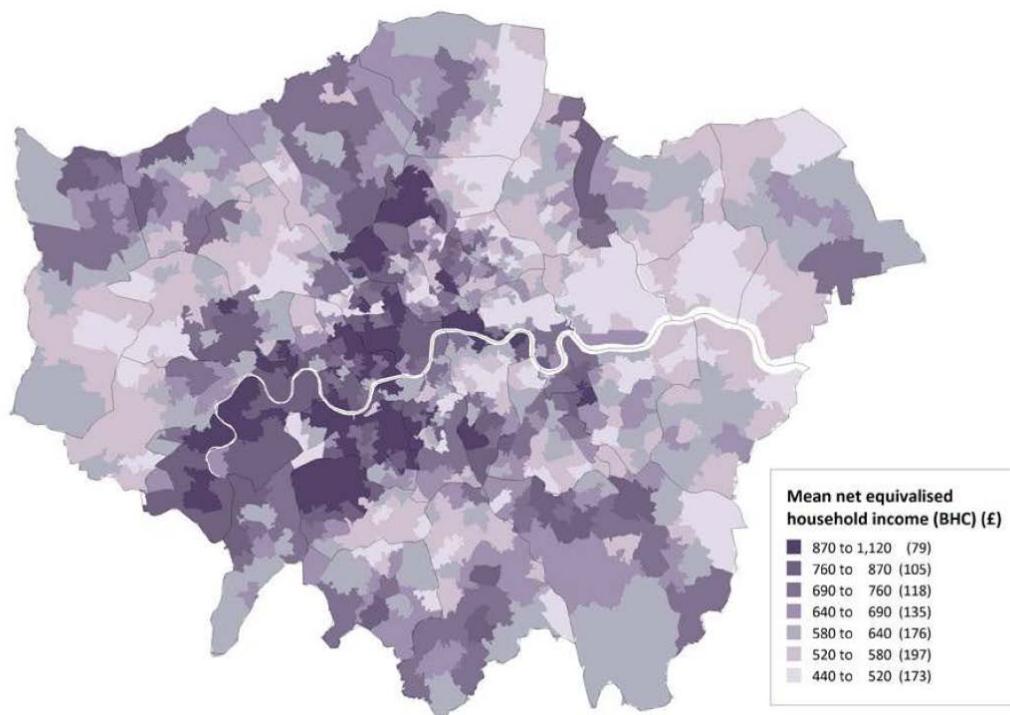 Mean net equivalised
household income (BHC) (£)
870 to 1,120 (79)
760 to 870 (105)
690 to 760 (118)
640 to 690 (135)
580 to 640 (176)
520 to 580 (197)
440 to 520 (173)